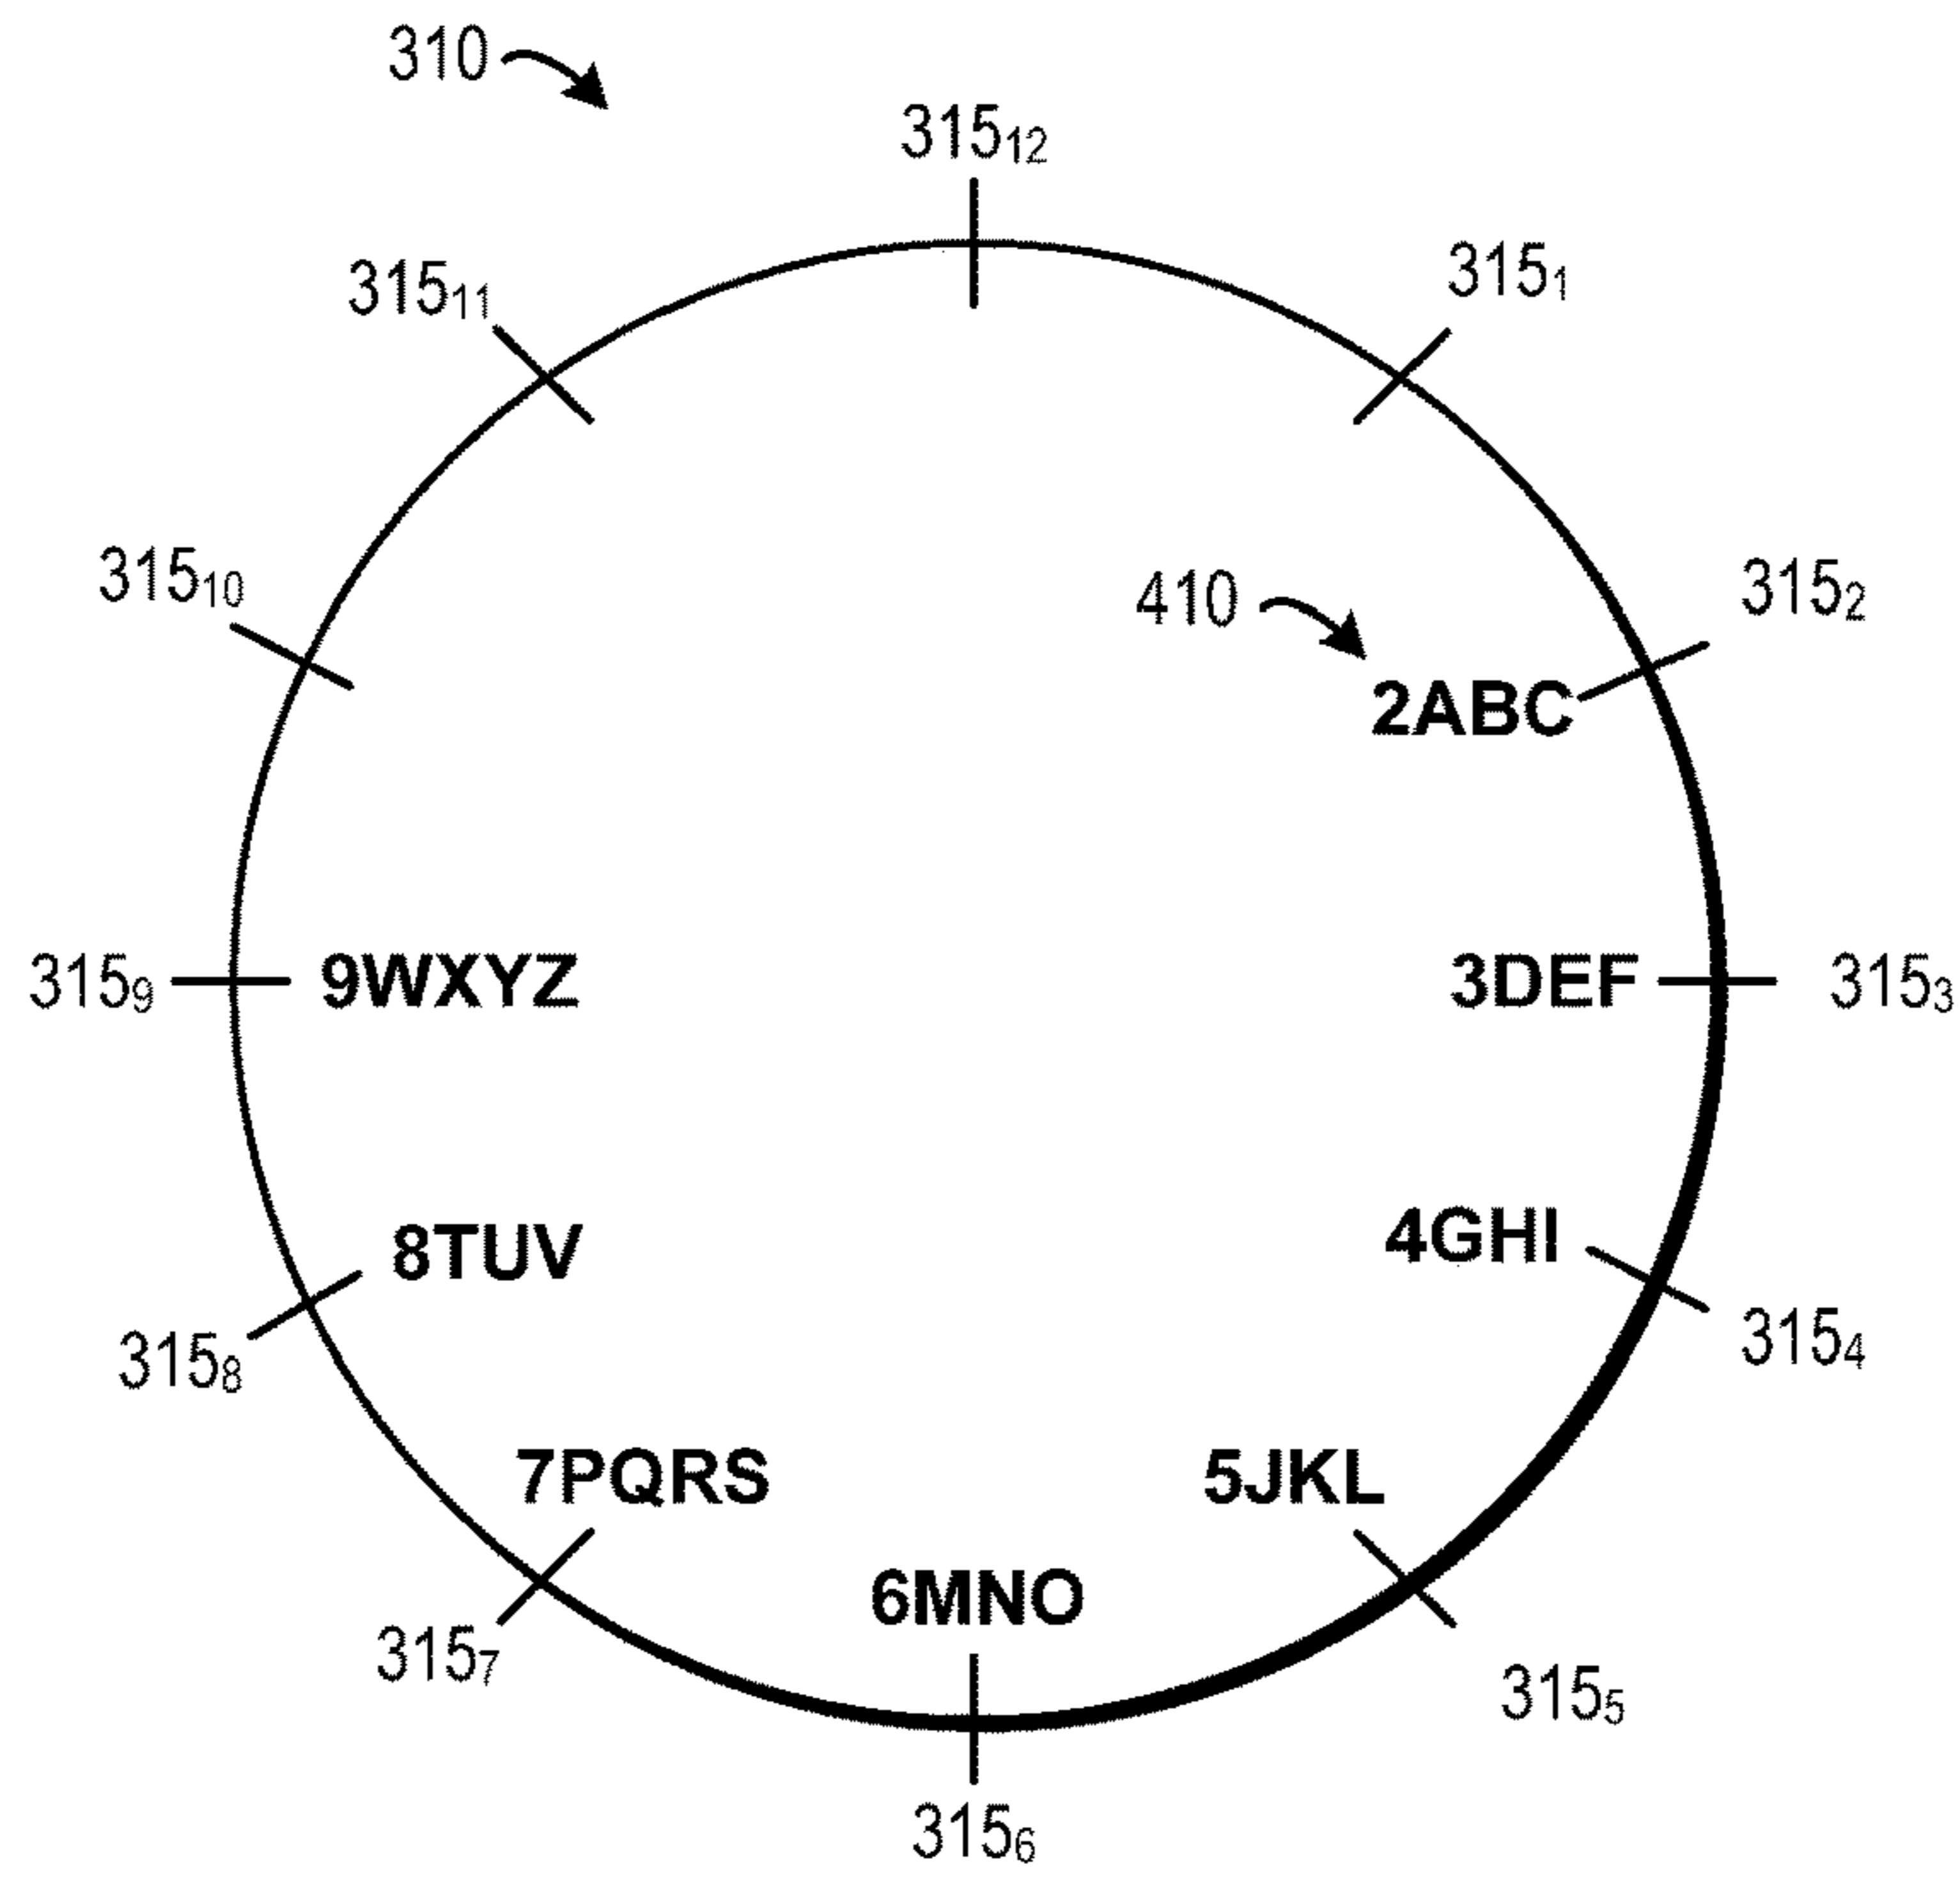 310
315₁₂
315₁₁
315₁
315₁₀
410
315₂
2ABC
315₉
9WXYZ
3DEF
315₃
8TUV
4GHI
315₈
315₄
7PQRS
5JKL
6MNO
315₇
315₅
315₆